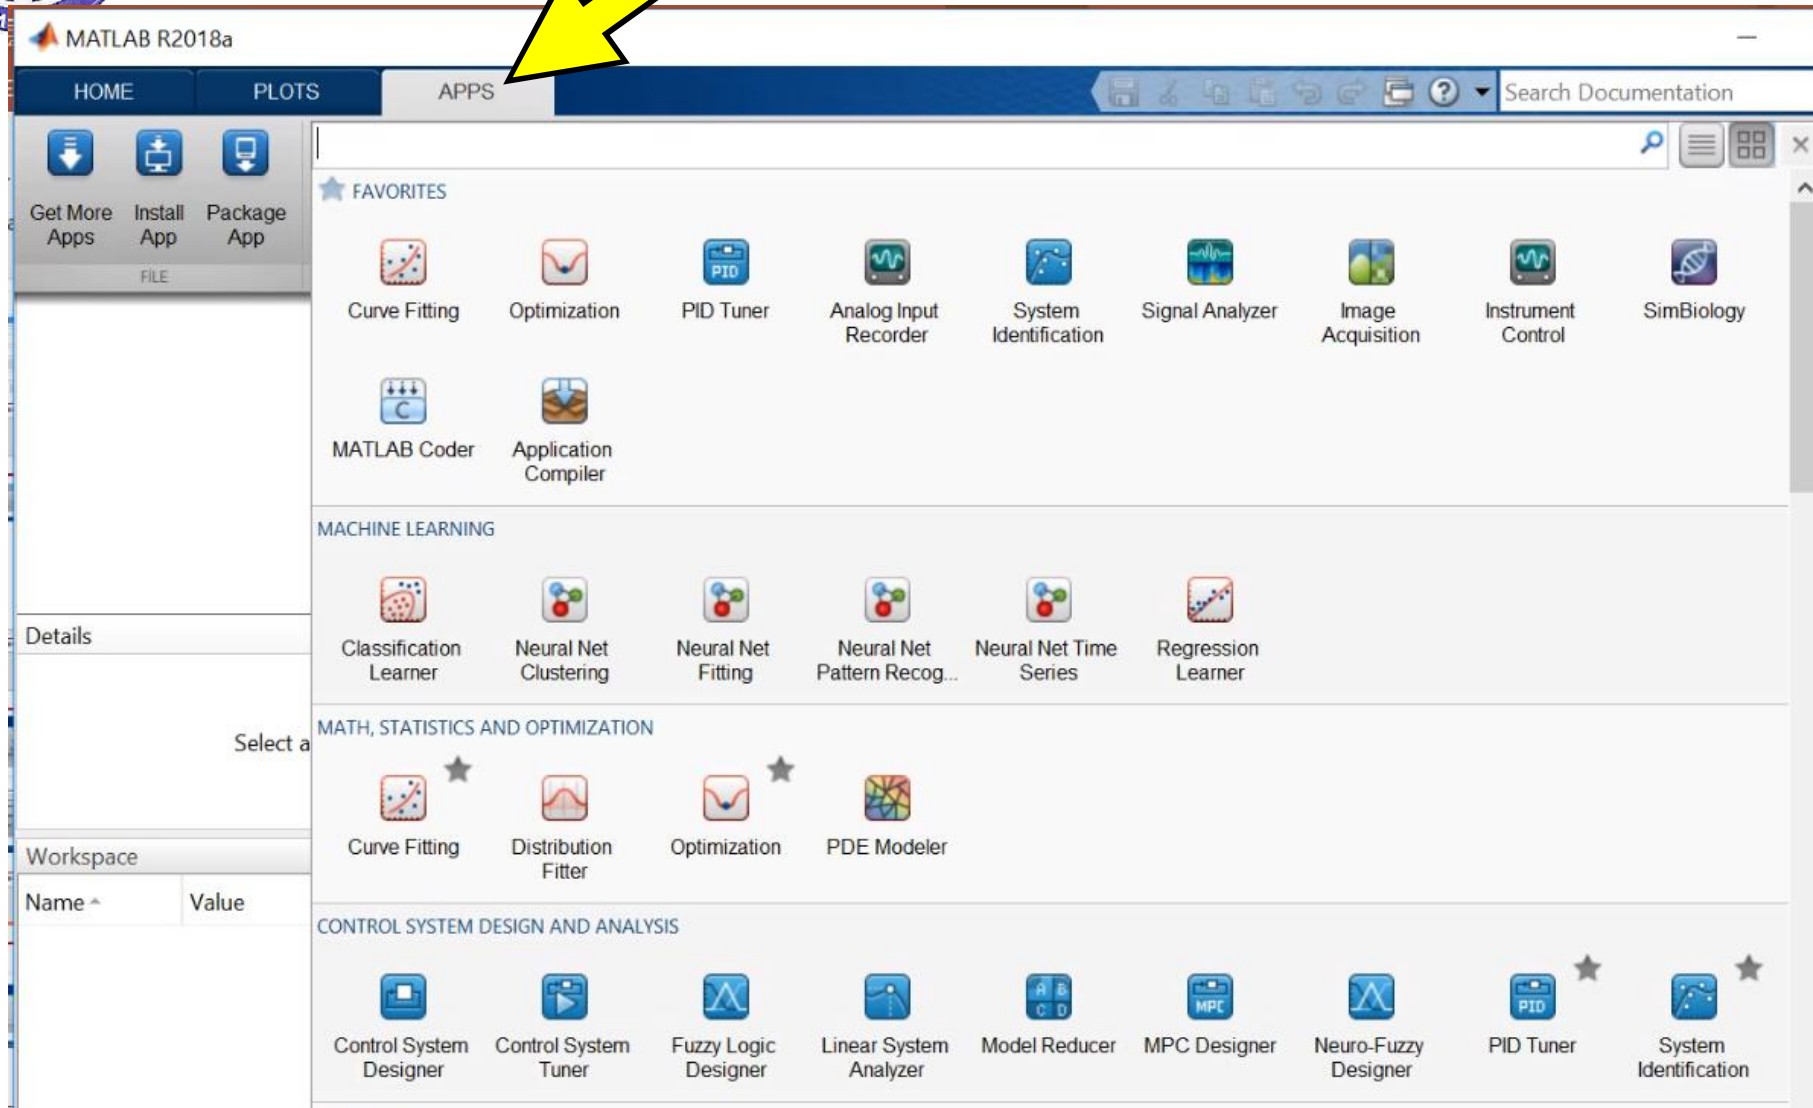 MATLAB R2018a
HOME PLOTS APPS
Search Documentation
Get More Apps
Install App
Package App
FILE
FAVORITES
Curve Fitting
Optimization
PID
PID Tuner
Analog Input
Recorder
System
Identification
Signal Analyzer
Image
Acquisition
Instrument
Control
SimBiology
C
MATLAB Coder
Application
Compiler
MACHINE LEARNING
Classification
Learner
Neural Net
Clustering
Neural Net
Fitting
Neural Net
Pattern Recog...
Neural Net Time
Series
Regression
Learner
Details
Select a
MATH, STATISTICS AND OPTIMIZATION
Curve Fitting
Distribution
Fitter
Optimization
PDE Modeler
Workspace
Name Value
CONTROL SYSTEM DESIGN AND ANALYSIS
Control System
Designer
Control System
Tuner
Fuzzy Logic
Designer
Linear System
Analyzer
A B
C D
Model Reducer
MPC
MPC Designer
Neuro-Fuzzy
Designer
PID
PID Tuner
System
Identification